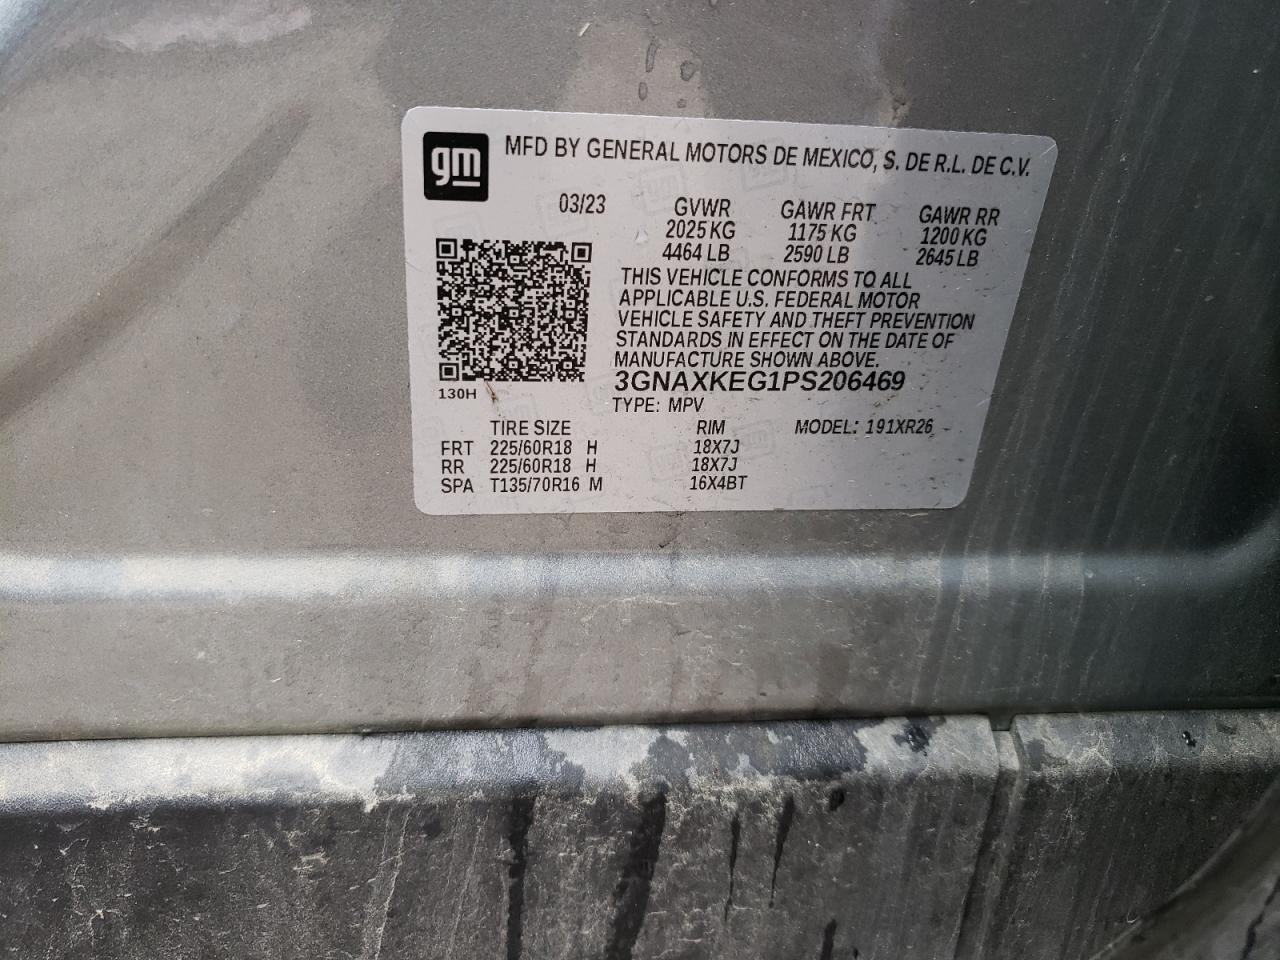 gm
MFD BY GENERAL MOTORS DE MEXICO, S. DE R.L. DE C.V.
03/23 GVWR GAWR FRT GAWR RR
2025 KG 1175 KG 1200 KG
4464 LB 2590 LB 2645 LB
THIS VEHICLE CONFORMS TO ALL
APPLICABLE U.S. FEDERAL MOTOR
VEHICLE SAFETY AND THEFT PREVENTION
STANDARDS IN EFFECT ON THE DATE OF
MANUFACTURE SHOWN ABOVE.
3GNAXKEG1PS206469
130H
TYPE: MPV
TIRE SIZE RIM MODEL: 191XR26
FRT 225/60R18 H 18X7J
RR 225/60R18 H 18X7J
SPA T135/70R16 M 16X4BT